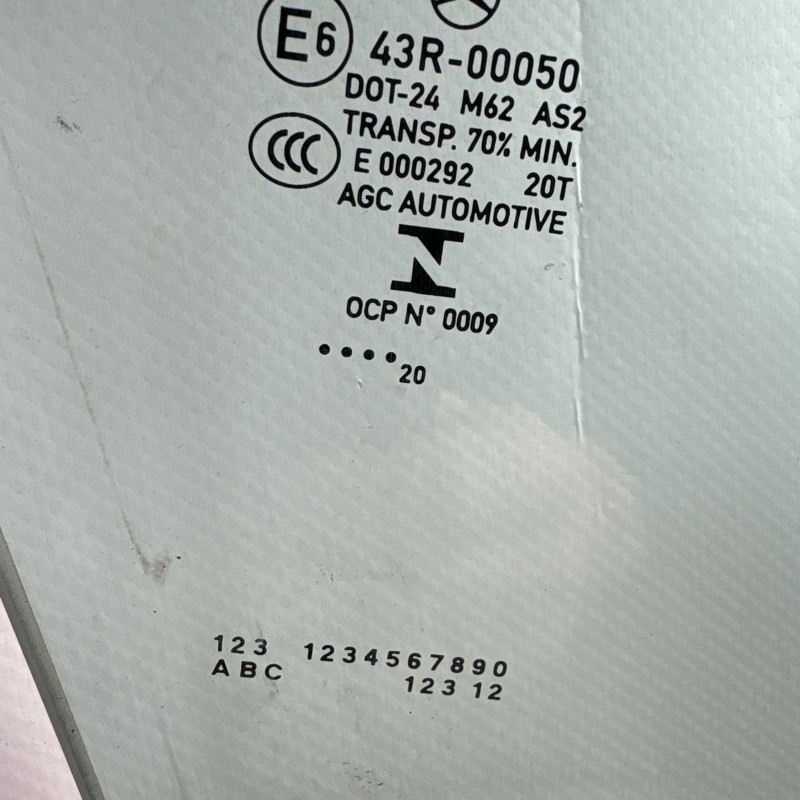 E6 43R-00050
DOT-24 M62 AS2
TRANSP. 70% MIN.
CCC E 000292 20T
AGC AUTOMOTIVE
OCP N° 0009
••••20
123 1234567890
ABC 123 12